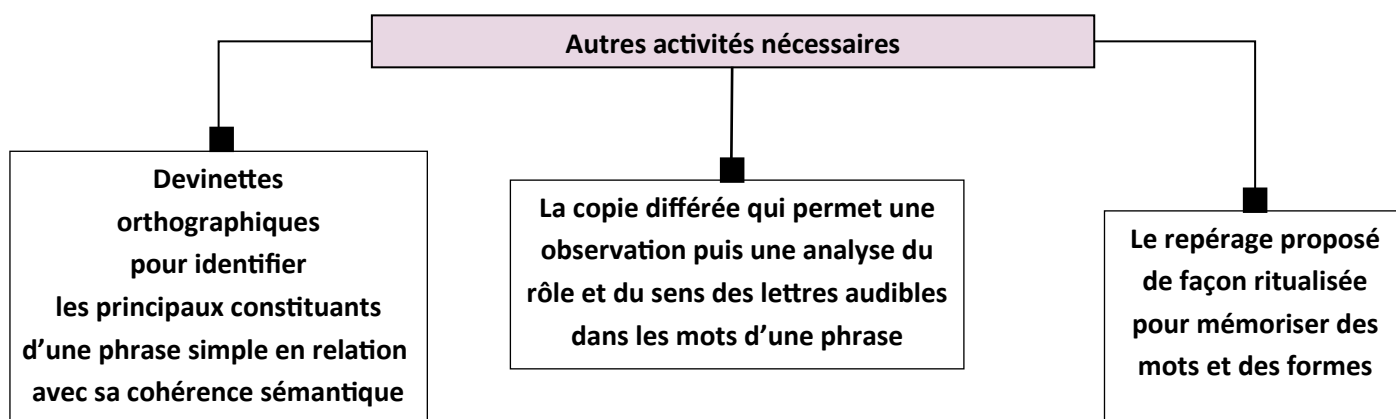 Autres activités nécessaires
Devinettes
orthographiques
pour identifier
les principaux constituants
d’une phrase simple en relation
avec sa cohérence sémantique
La copie différée qui permet une
observation puis une analyse du
rôle et du sens des lettres audibles
dans les mots d’une phrase
Le repérage proposé
de façon ritualisée
pour mémoriser des
mots et des formes